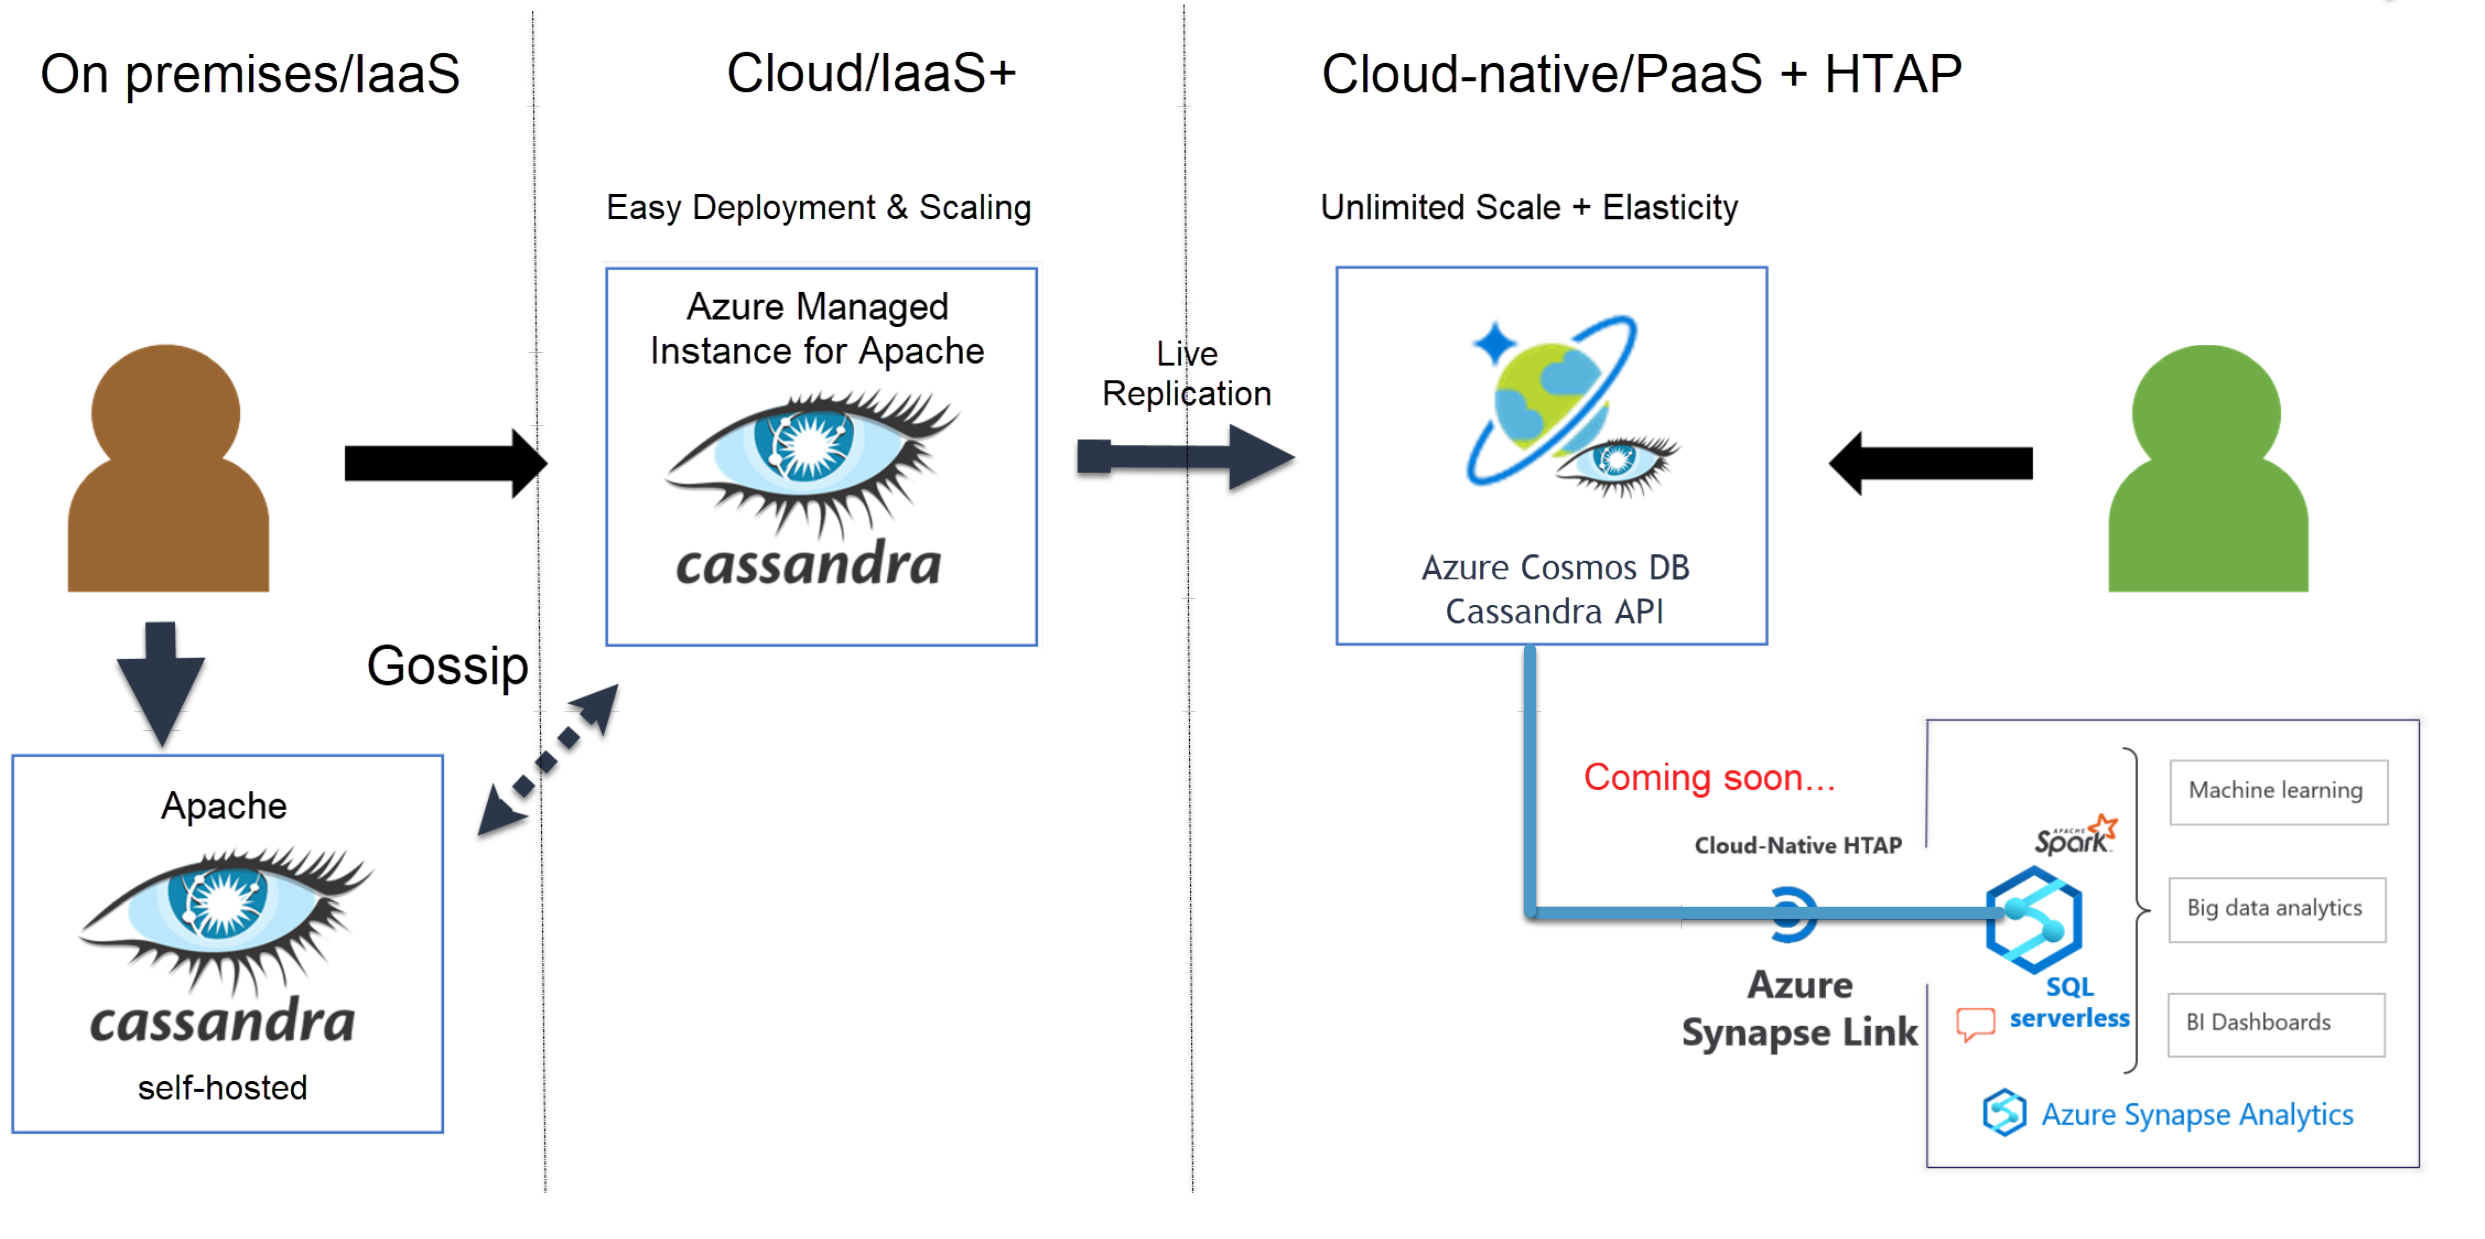 On premises/IaaS
Cloud/IaaS+
Cloud-native/PaaS + HTAP
Easy Deployment & Scaling
Unlimited Scale + Elasticity
Azure Managed
Instance for Apache
cassandra
Live
Replication
Azure Cosmos DB
Cassandra API
Gossip
Apache
cassandra
self-hosted
Coming soon...
Cloud-Native HTAP
Azure
Synapse Link
APACHE
Spark
SQL
serverless
Machine learning
Big data analytics
BI Dashboards
Azure Synapse Analytics